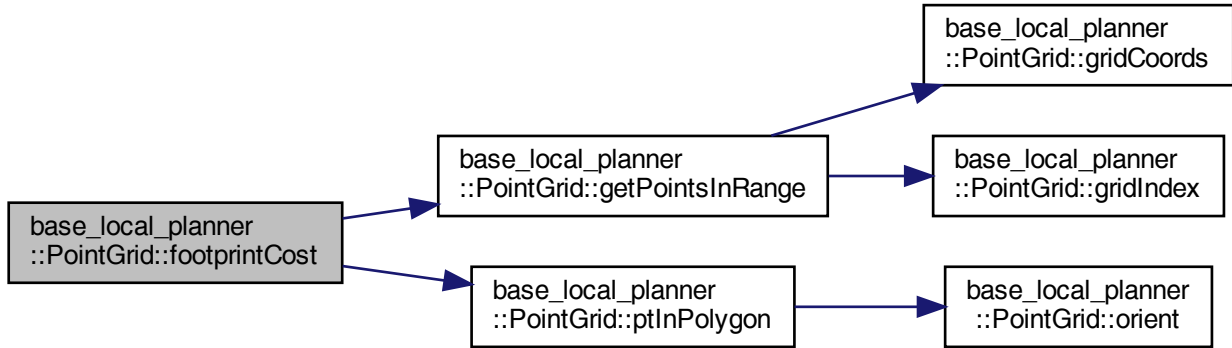 base_local_planner
::PointGrid::footprintCost
base_local_planner
::PointGrid::getPointsInRange
base_local_planner
::PointGrid::gridCoords
base_local_planner
::PointGrid::gridIndex
base_local_planner
::PointGrid::ptInPolygon
base_local_planner
::PointGrid::orient